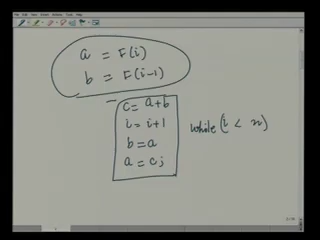 a = F(i)
b = F(i-1)
c = a+b
i = i+1
b = a
a = c;
while (i < n)